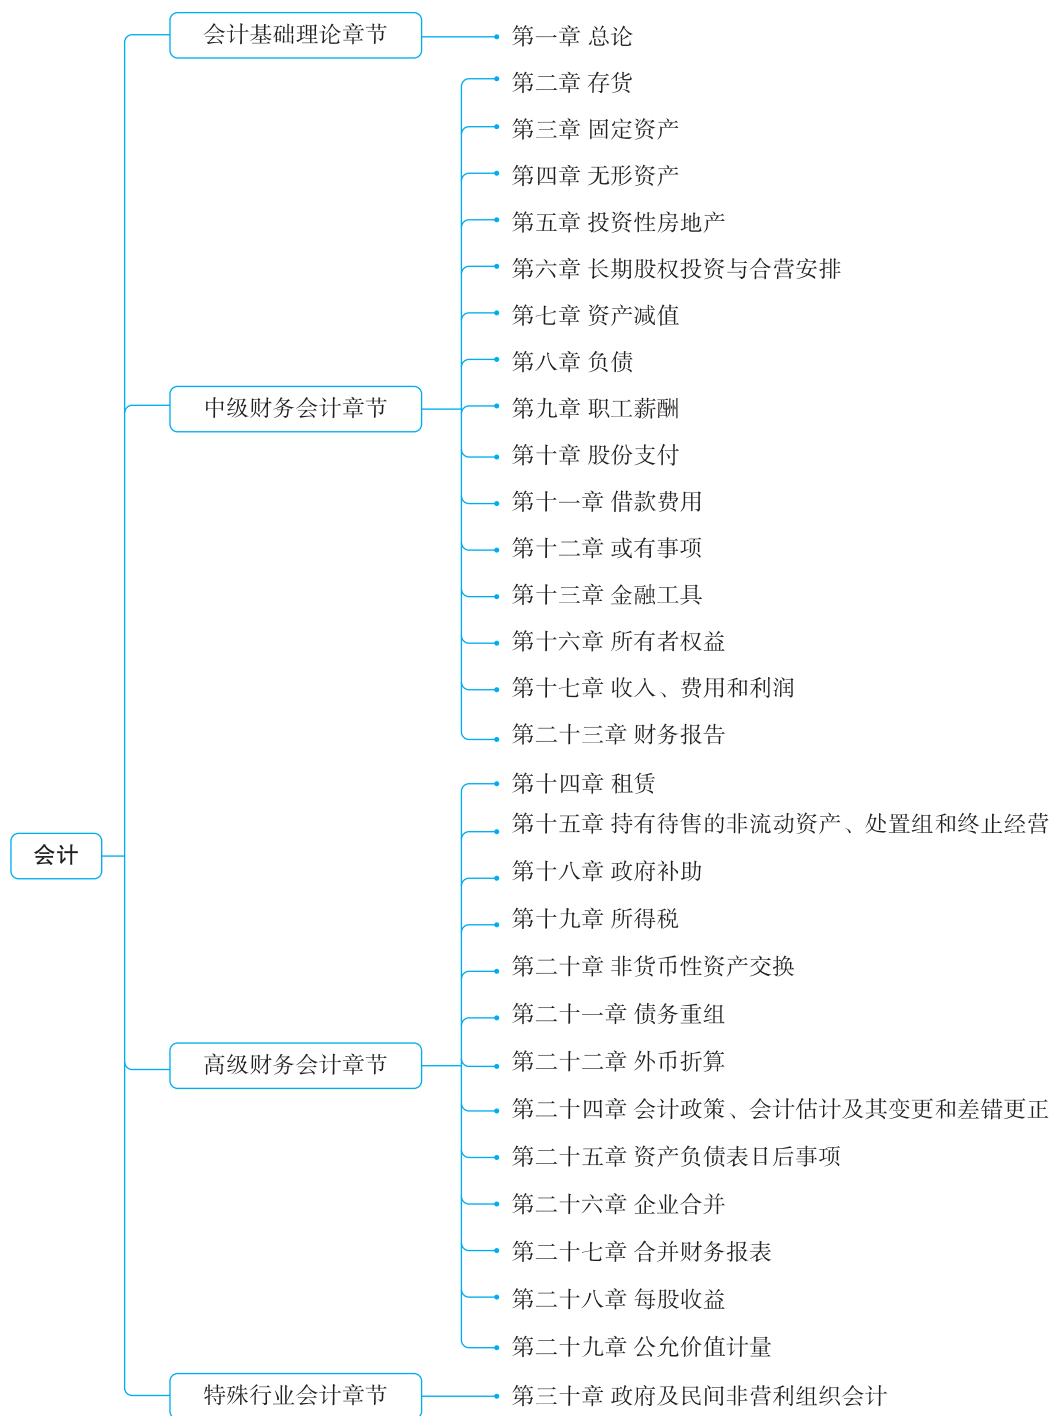 会计
会计基础理论章节
第一章 总论
中级财务会计章节
第二章 存货
第三章 固定资产
第四章 无形资产
第五章 投资性房地产
第六章 长期股权投资与合营安排
第七章 资产减值
第八章 负债
第九章 职工薪酬
第十章 股份支付
第十一章 借款费用
第十二章 或有事项
第十三章 金融工具
第十六章 所有者权益
第十七章 收入、费用和利润
第二十三章 财务报告
高级财务会计章节
第十四章 租赁
第十五章 持有待售的非流动资产、处置组和终止经营
第十八章 政府补助
第十九章 所得税
第二十章 非货币性资产交换
第二十一章 债务重组
第二十二章 外币折算
第二十四章 会计政策、会计估计及其变更和差错更正
第二十五章 资产负债表日后事项
第二十六章 企业合并
第二十七章 合并财务报表
第二十八章 每股收益
第二十九章 公允价值计量
特殊行业会计章节
第三十章 政府及民间非营利组织会计